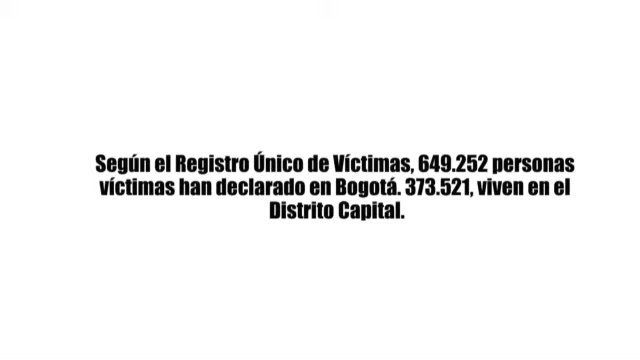 Según el Registro Único de Víctimas, 649.252 personas
víctimas han declarado en Bogotá. 373.521, viven en el
Distrito Capital.